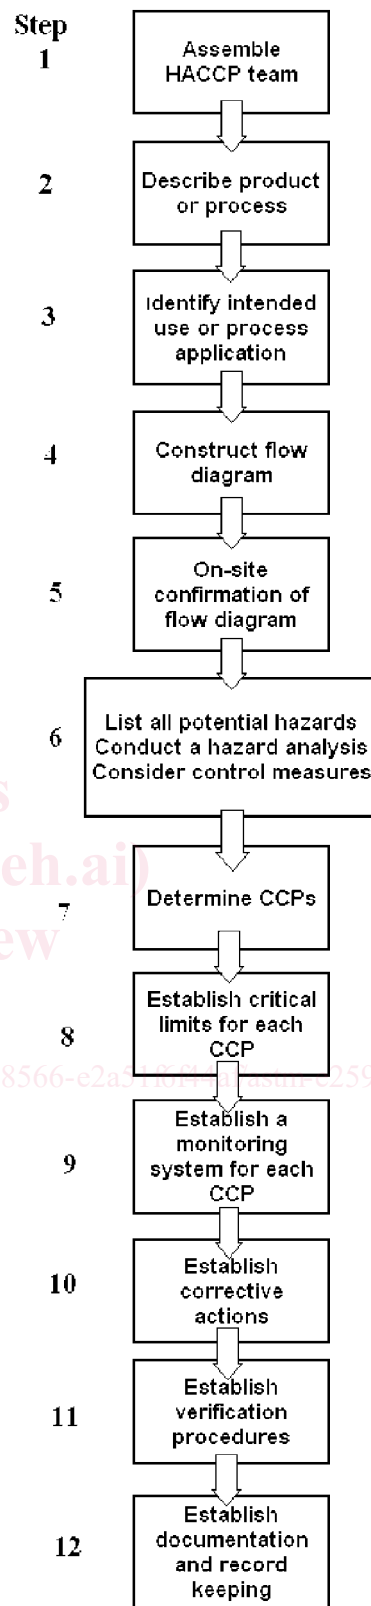 Step
1
Assemble
HACCP team
2
Describe product
or process
3
Identify intended
use or process
application
4
Construct flow
diagram
5
On-site
confirmation of
flow diagram
6
List all potential hazards
Conduct a hazard analysis
Consider control measures
s
eh.ai)
7
Determine CCPs
ew
8
Establish critical
limits for each
CCP
9
Establish a
monitoring
system for each
CCP
10
Establish
corrective
actions
11
Establish
verification
procedures
12
Establish
documentation
and record
keeping